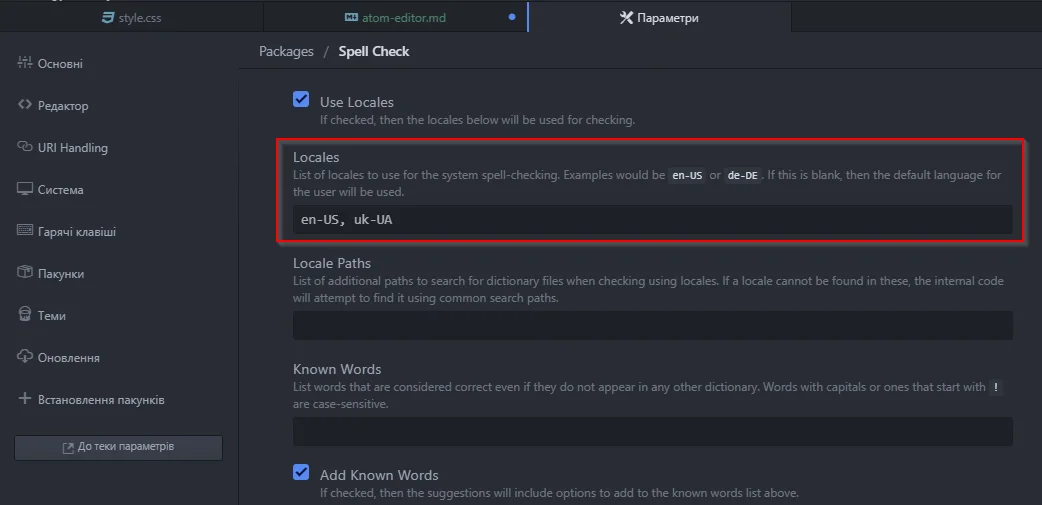 style.css
atom-editor.md
Параметри
Packages / Spell Check
Основні
Редактор
URI Handling
Система
Гарячі клавіші
Пакунки
Теми
Оновлення
Встановлення пакунків
До теки параметрів
Use Locales
If checked, then the locales below will be used for checking.
Locales
List of locales to use for the system spell-checking. Examples would be en-US or de-DE. If this is blank, then the default language for
the user will be used.
en-US, uk-UA
Locale Paths
List of additional paths to search for dictionary files when checking using locales. If a locale cannot be found in these, the internal code
will attempt to find it using common search paths.
Known Words
List words that are considered correct even if they do not appear in any other dictionary. Words with capitals or ones that start with !
are case-sensitive.
Add Known Words
If checked, then the suggestions will include options to add to the known words list above.